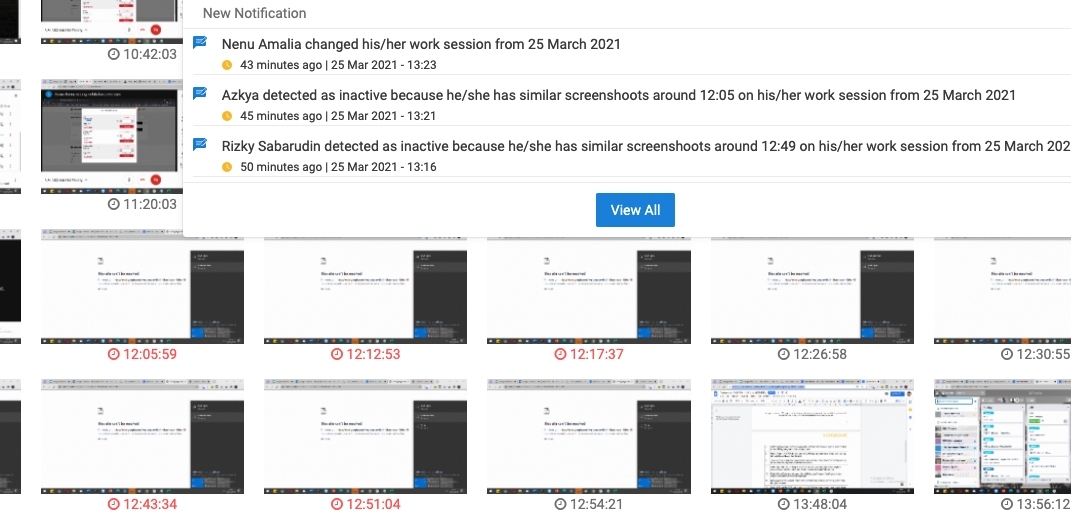 New Notification
Nenu Amalia changed his/her work session from 25 March 2021
43 minutes ago | 25 Mar 2021 - 13:23
Azkya detected as inactive because he/she has similar screenshoots around 12:05 on his/her work session from 25 March 2021
45 minutes ago | 25 Mar 2021 - 13:21
Rizky Sabarudin detected as inactive because he/she has similar screenshoots around 12:49 on his/her work session from 25 March 202
50 minutes ago | 25 Mar 2021 - 13:16
View All
10:42:03
11:20:03
12:05:59
12:12:53
12:17:37
12:26:58
12:30:55
12:43:34
12:51:04
12:54:21
13:48:04
13:56:12